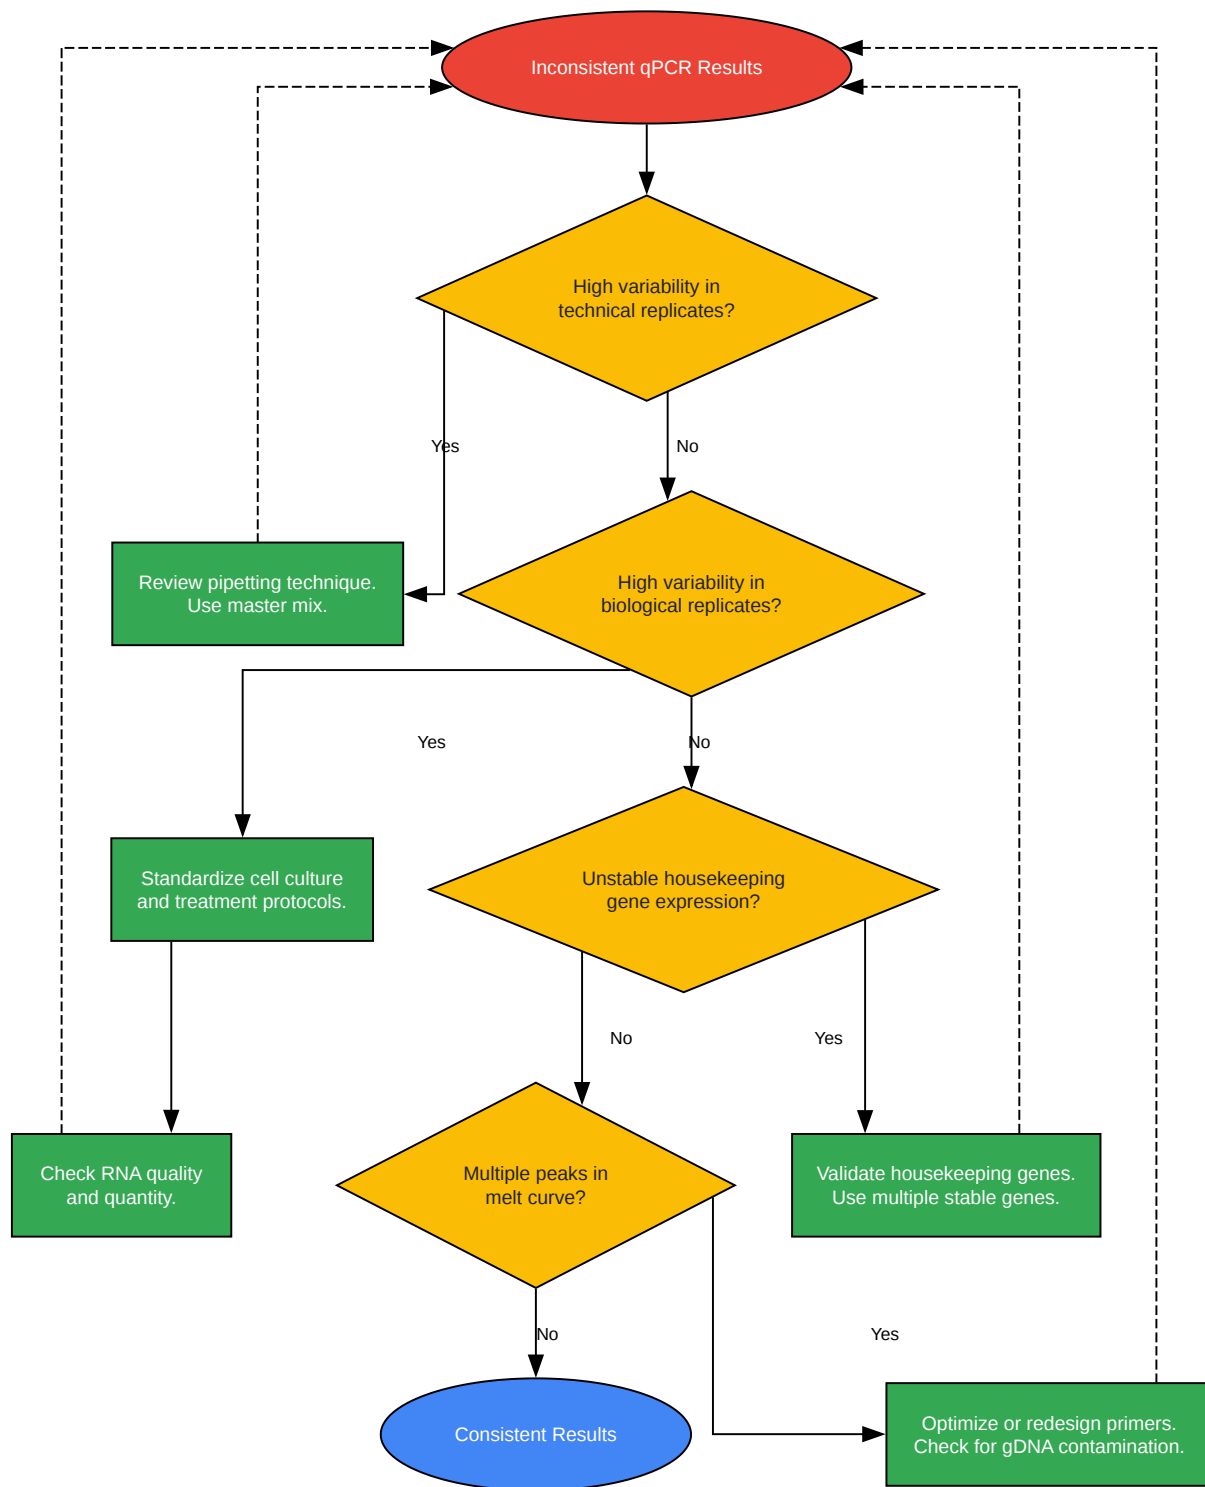 Inconsistent qPCR Results
High variability in
technical replicates?
Yes
No
Review pipetting technique.
Use master mix.
High variability in
biological replicates?
Yes
No
Standardize cell culture
and treatment protocols.
Unstable housekeeping
gene expression?
No
Yes
Check RNA quality
and quantity.
Multiple peaks in
melt curve?
Validate housekeeping genes.
Use multiple stable genes.
No
Yes
Consistent Results
Optimize or redesign primers.
Check for gDNA contamination.